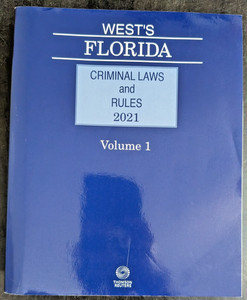 WEST'S
FLORIDA
CRIMINAL LAWS
and
RULES
2021
Volume 1
THOMSON
REUTERS